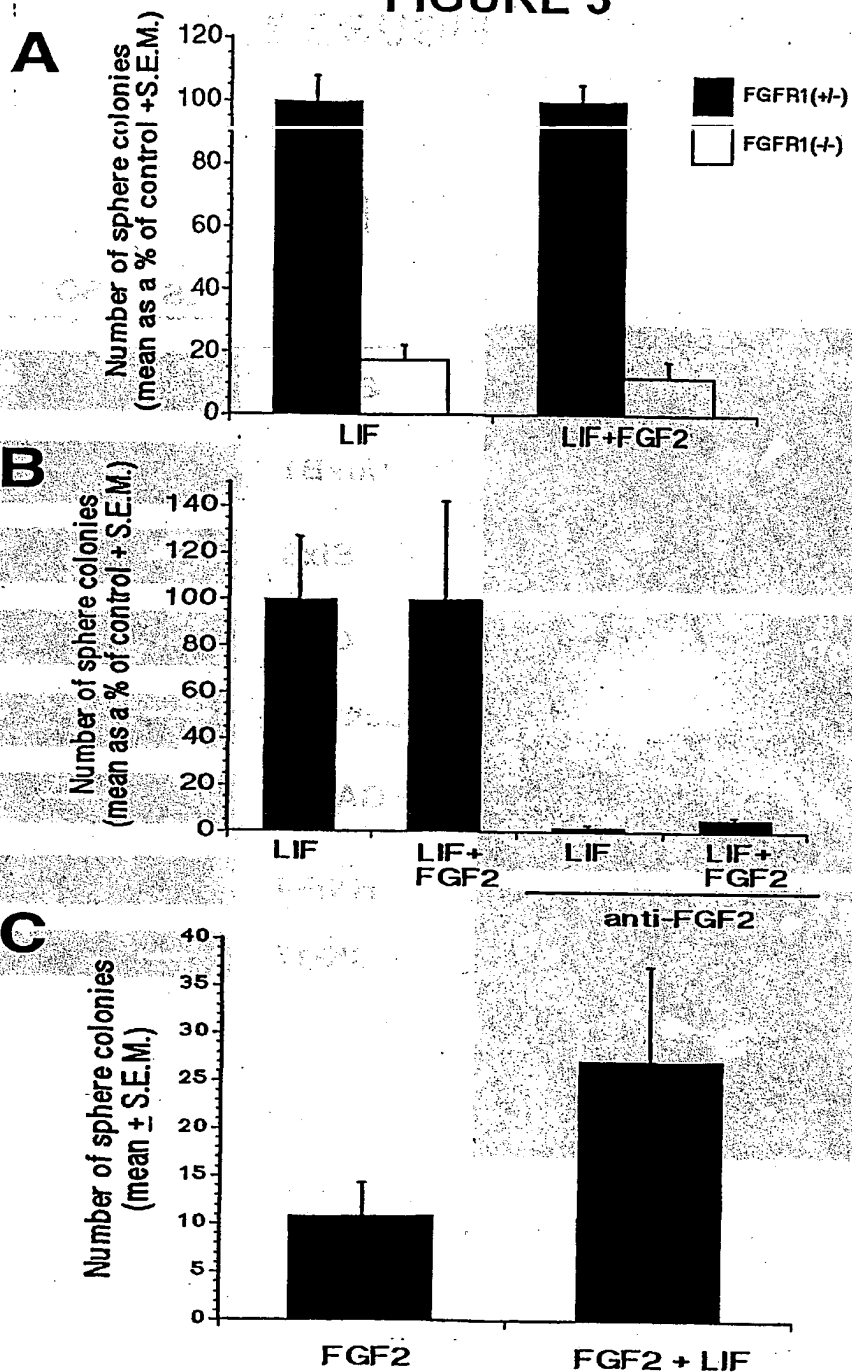 FIGURE 3
A
Number of sphere colonies
(mean as a % of control +S.E.M.)
120
100
80
60
40
20
0
LIF
LIF+FGF2
FGFR1(+/-)
FGFR1(-/-)
B
Number of sphere colonies
(mean as a % of control + S.E.M.)
140
120
100
80
60
40
20
0
LIF
LIF+
FGF2
LIF
LIF+
FGF2
anti-FGF2
C
Number of sphere colonies
(mean ± S.E.M.)
40
35
30
25
20
15
10
5
0
FGF2
FGF2 + LIF